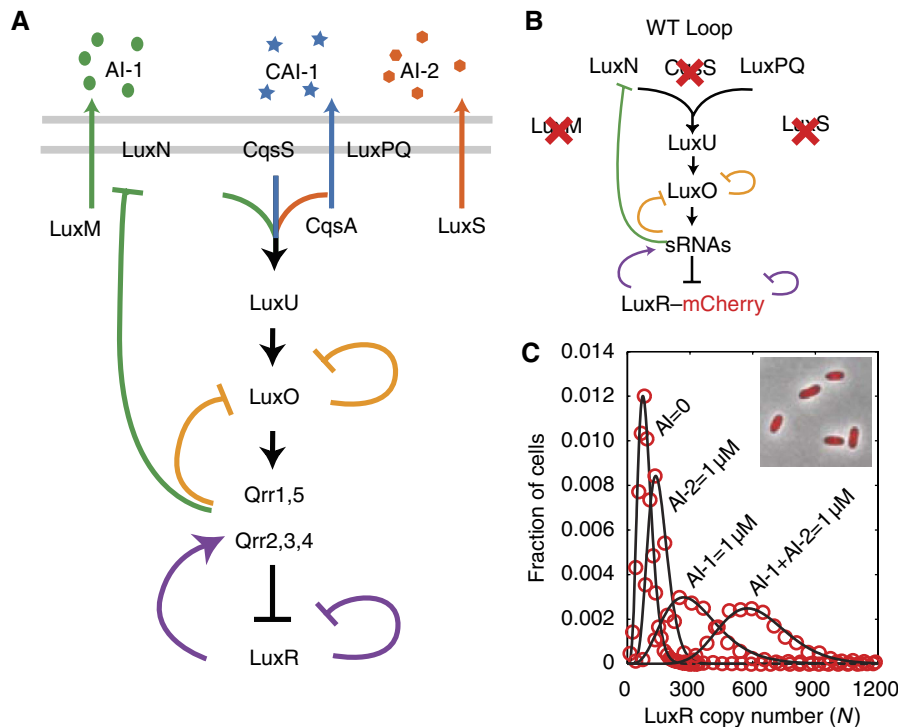 A
AI-1
CAI-1
AI-2
LuxN
CqsS
LuxPQ
LuxM
CqsA
LuxS
LuxU
LuxO
Qrr1,5
Qrr2,3,4
LuxR
B
WT Loop
LuxN
CqsS
LuxPQ
LuxM
LuxS
LuxU
LuxO
sRNAs
LuxR–mCherry
C
Fraction of cells
0.014
0.012
0.010
0.008
0.006
0.004
0.002
0
AI=0
AI-2=1 µM
AI-1=1 µM
AI-1+AI-2=1 µM
0 300 600 900 1200
LuxR copy number (N)